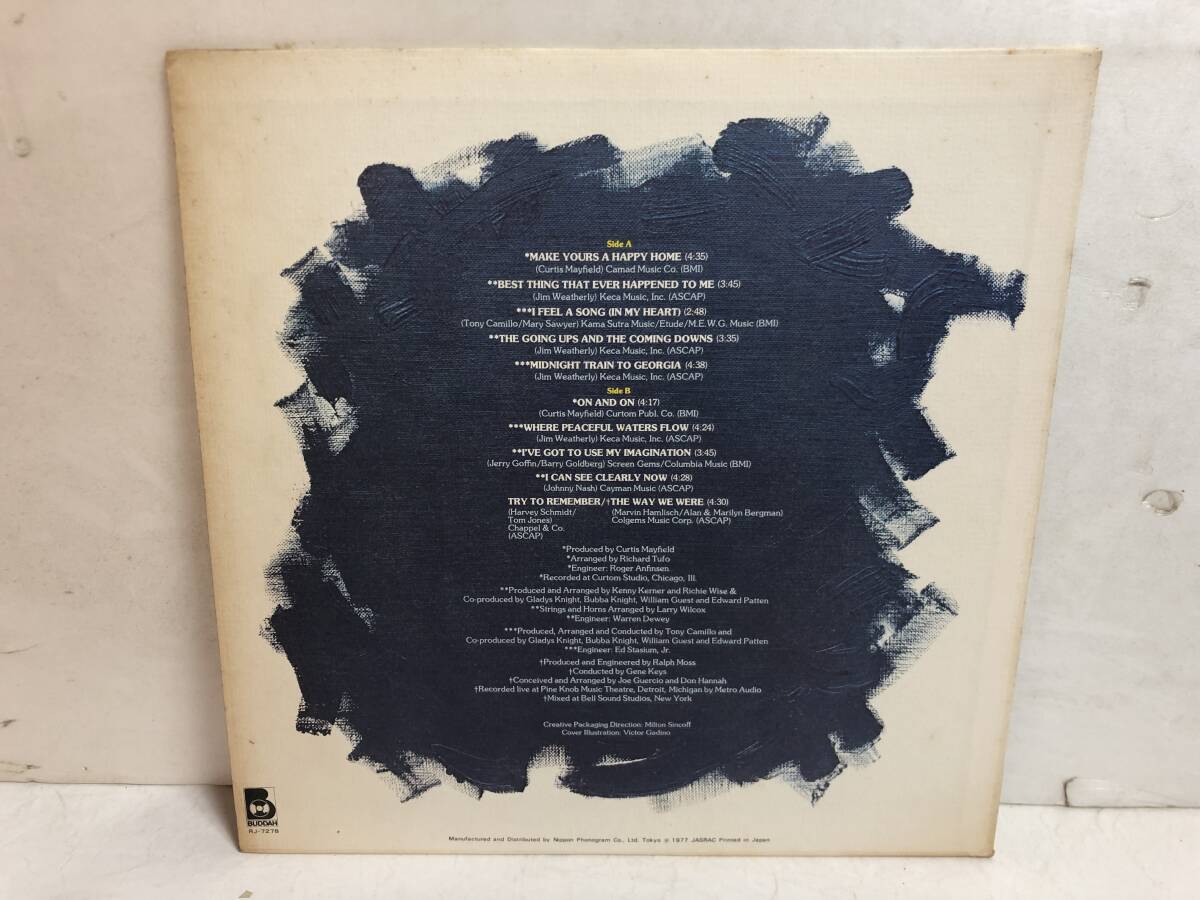 Side A
*MAKE YOURS A HAPPY HOME (4:35)
(Curtis Mayfield) Camad Music Co. (BMI)
**BEST THING THAT EVER HAPPENED TO ME (3:45)
(Jim Weatherly) Keca Music, Inc. (ASCAP)
***I FEEL A SONG (IN MY HEART) (2:48)
(Tony Camillo/Mary Sawyer) Kama Sutra Music/Etude/M.E.W.G. Music (BMI)
**THE GOING UPS AND THE COMING DOWNS (3:35)
(Jim Weatherly) Keca Music, Inc. (ASCAP)
***MIDNIGHT TRAIN TO GEORGIA (4:38)
(Jim Weatherly) Keca Music, Inc. (ASCAP)
Side B
*ON AND ON (4:17)
(Curtis Mayfield) Curtom Publ. Co. (BMI)
***WHERE PEACEFUL WATERS FLOW (4:24)
(Jim Weatherly) Keca Music, Inc. (ASCAP)
**I'VE GOT TO USE MY IMAGINATION (3:45)
(Jerry Goffin/Barry Goldberg) Screen Gems/Columbia Music (BMI)
**I CAN SEE CLEARLY NOW (4:28)
(Johnny Nash) Cayman Music (ASCAP)
TRY TO REMEMBER/†THE WAY WE WERE (4:30)
(Harvey Schmidt/ (Marvin Hamlisch/Alan & Marilyn Bergman)
Tom Jones) Colgems Music Corp. (ASCAP)
Chappel & Co.
(ASCAP)
*Produced by Curtis Mayfield
*Arranged by Richard Tufo
*Engineer: Roger Anfinsen
*Recorded at Curtom Studio, Chicago, Ill.
**Produced and Arranged by Kenny Kerner and Richie Wise &
Co-produced by Gladys Knight, Bubba Knight, William Guest and Edward Patten
**Strings and Horns Arranged by Larry Wilcox
**Engineer: Warren Dewey
***Produced, Arranged and Conducted by Tony Camillo and
Co-produced by Gladys Knight, Bubba Knight, William Guest and Edward Patten
***Engineer: Ed Stasium, Jr.
†Produced and Engineered by Ralph Moss
†Conducted by Gene Keys
†Conceived and Arranged by Joe Guercio and Don Hannah
†Recorded live at Pine Knob Music Theatre, Detroit, Michigan by Metro Audio
†Mixed at Bell Sound Studios, New York
Creative Packaging Direction: Milton Sincoff
Cover Illustration: Victor Gadino
BUDDAH
RJ-7278
Manufactured and Distributed by Nippon Phonogram Co., Ltd. Tokyo ℗ 1977 JASRAC Printed in Japan